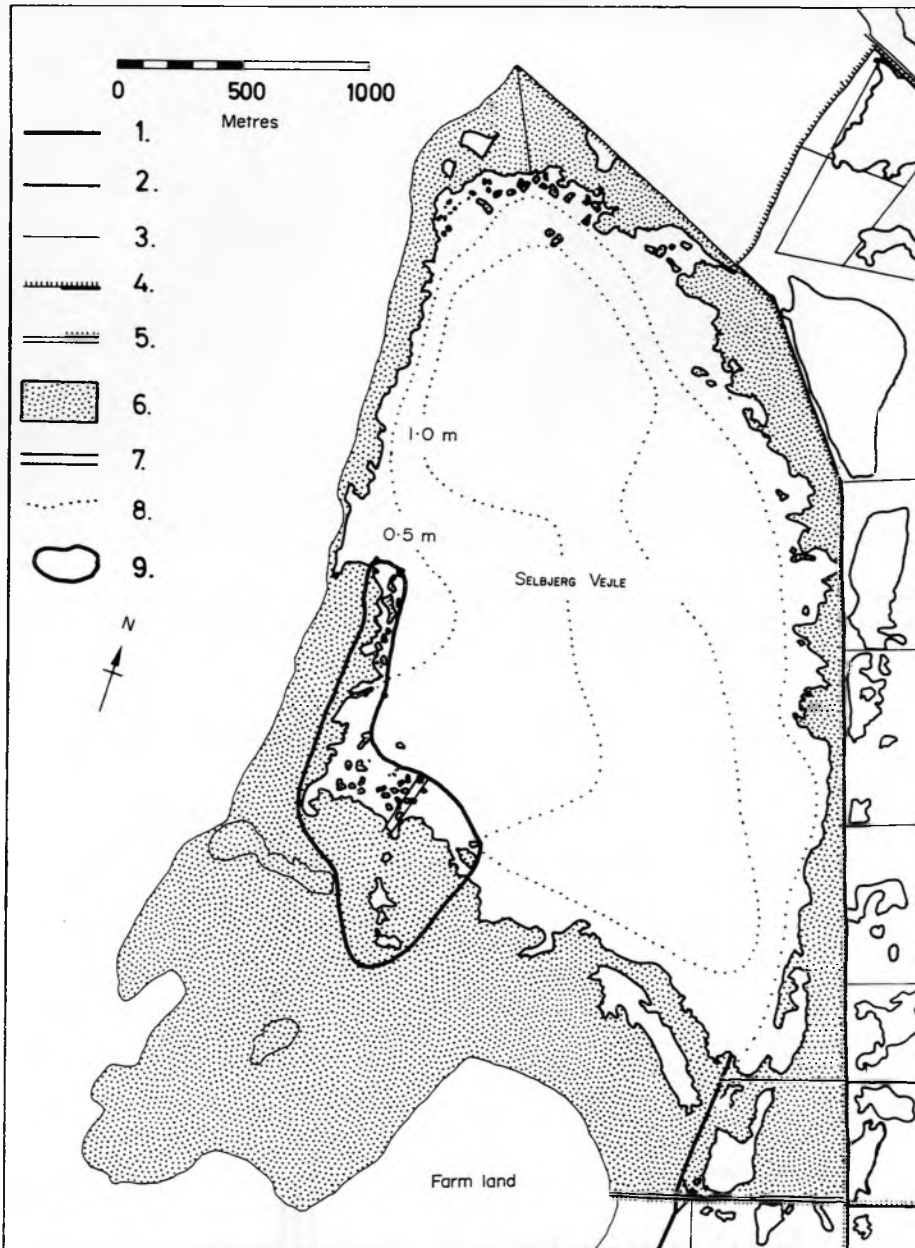 0 500 1000
Metres
1.
2.
3.
4.
5.
6.
7.
8.
9.
N
1·0 m
0·5 m
SELBJERG VEJLE
Farm land